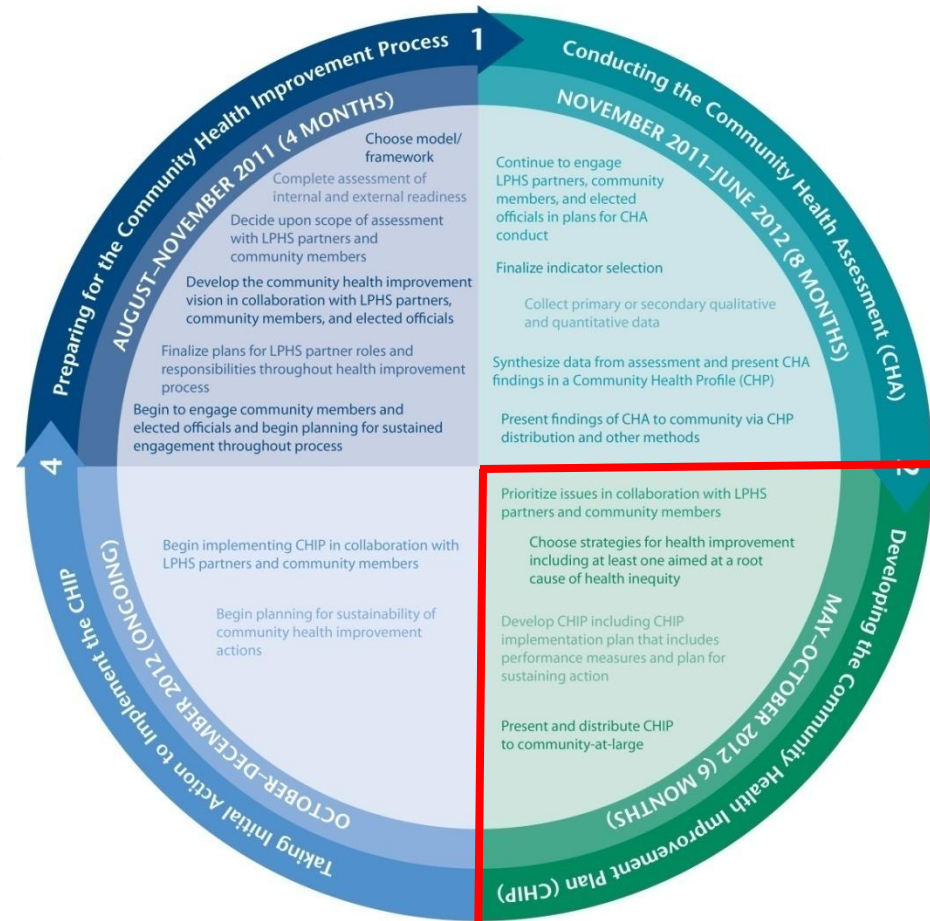 Preparing for the Community Health Improvement Process
1
AUGUST–NOVEMBER 2011 (4 MONTHS)
Choose model/
framework
Complete assessment of
internal and external readiness
Decide upon scope of assessment
with LPHS partners and
community members
Develop the community health improvement
vision in collaboration with LPHS partners,
community members, and elected officials
Finalize plans for LPHS partner roles and
responsibilities throughout health improvement
process
Begin to engage community members and
elected officials and begin planning for sustained
engagement throughout process
Conducting the Community Health Assessment (CHA)
NOVEMBER 2011–JUNE 2012 (8 MONTHS)
Continue to engage
LPHS partners, community
members, and elected
officials in plans for CHA
conduct
Finalize indicator selection
Collect primary or secondary qualitative
and quantitative data
Synthesize data from assessment and present CHA
findings in a Community Health Profile (CHP)
Present findings of CHA to community via CHP
distribution and other methods
2
Developing the Community Health Improvement Plan (CHIP)
MAY–OCTOBER 2012 (6 MONTHS)
Prioritize issues in collaboration with LPHS
partners and community members
Choose strategies for health improvement
including at least one aimed at a root
cause of health inequity
Develop CHIP including CHIP
implementation plan that includes
performance measures and plan for
sustaining action
Present and distribute CHIP
to community-at-large
4
Taking Initial Action to Implement the CHIP
OCTOBER–DECEMBER 2012 (ONGOING)
Begin implementing CHIP in collaboration with
LPHS partners and community members
Begin planning for sustainability of
community health improvement
actions